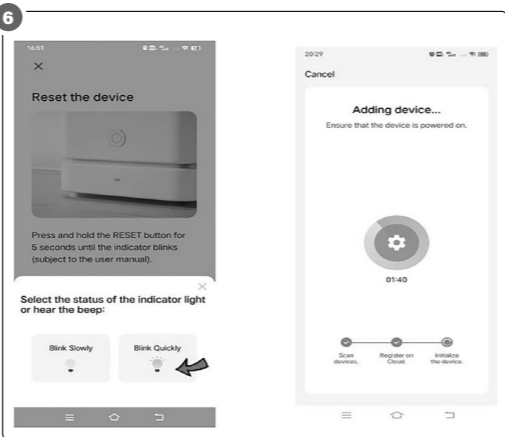 6
16:51
Reset the device
Press and hold the RESET button for
5 seconds until the indicator blinks
(subject to the user manual).
Select the status of the indicator light
or hear the beep:
Blink Slowly
Blink Quickly
20:29
Cancel
Adding device...
Ensure that the device is powered on.
01:40
Scan
devices.
Register on
Cloud.
Initialize
the device.